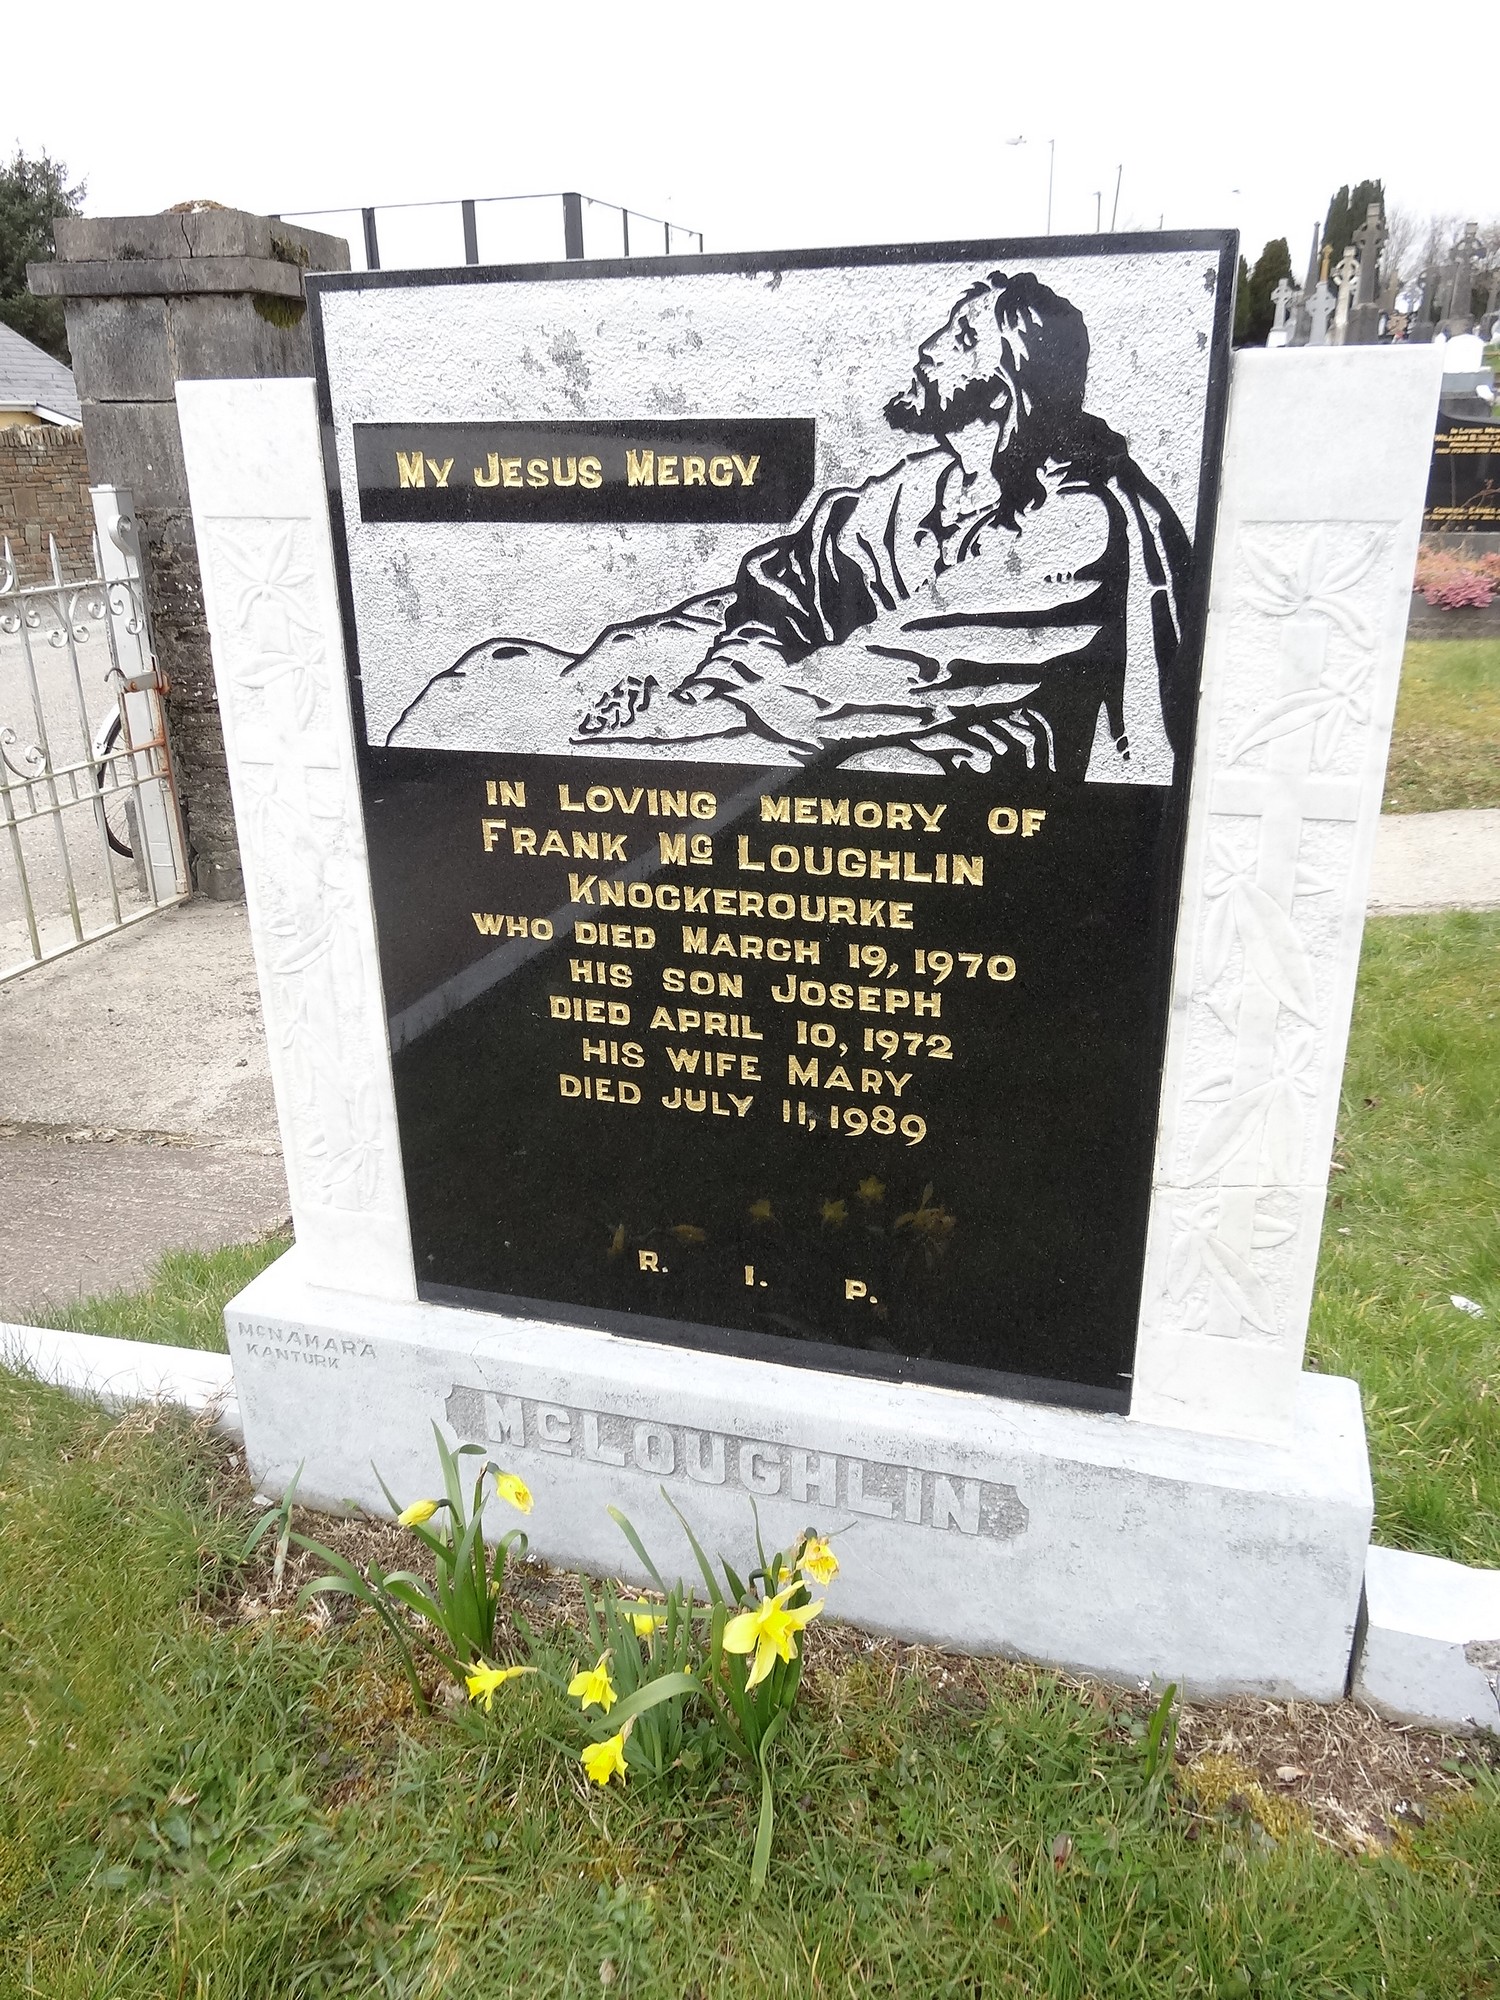 My Jesus Mercy
IN LOVING MEMORY OF
FRANK Mc LOUGHLIN
KNOCKEROURKE
WHO DIED MARCH 19, 1970
HIS SON JOSEPH
DIED APRIL 10, 1972
HIS WIFE MARY
DIED JULY 11, 1989
R. I. P.
McNAMARA
KANTURK
McLOUGHLIN